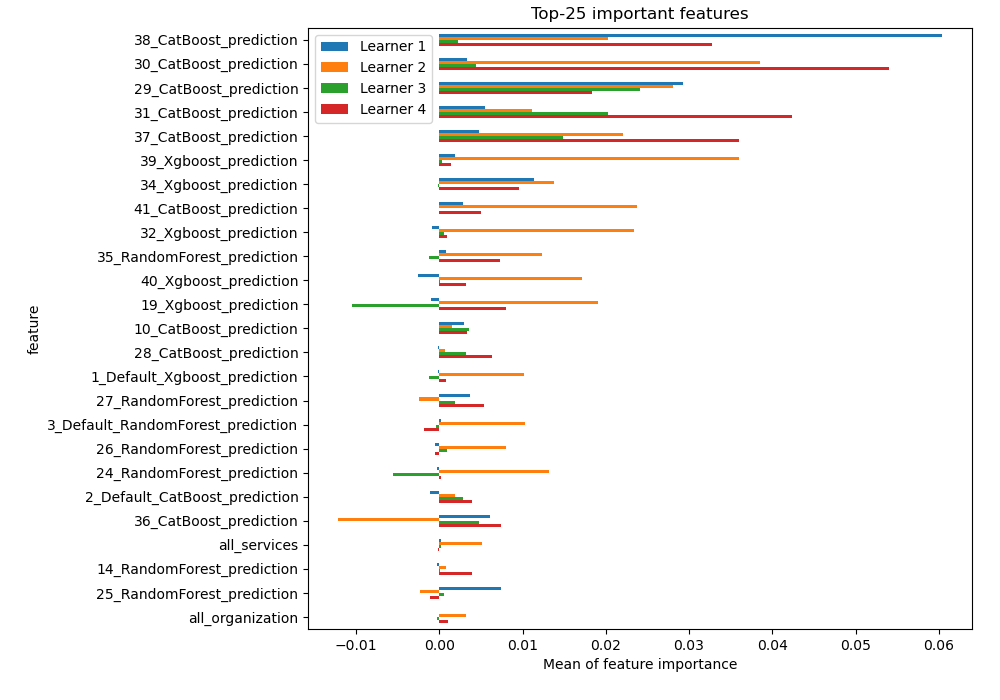 Top-25 important features
38_CatBoost_prediction
30_CatBoost_prediction
29_CatBoost_prediction
31_CatBoost_prediction
37_CatBoost_prediction
39_Xgboost_prediction
34_Xgboost_prediction
41_CatBoost_prediction
32_Xgboost_prediction
35_RandomForest_prediction
40_Xgboost_prediction
19_Xgboost_prediction
10_CatBoost_prediction
28_CatBoost_prediction
1_Default_Xgboost_prediction
27_RandomForest_prediction
3_Default_RandomForest_prediction
26_RandomForest_prediction
24_RandomForest_prediction
2_Default_CatBoost_prediction
36_CatBoost_prediction
all_services
14_RandomForest_prediction
25_RandomForest_prediction
all_organization
feature
Learner 1
Learner 2
Learner 3
Learner 4
−0.01 0.00 0.01 0.02 0.03 0.04 0.05 0.06
Mean of feature importance